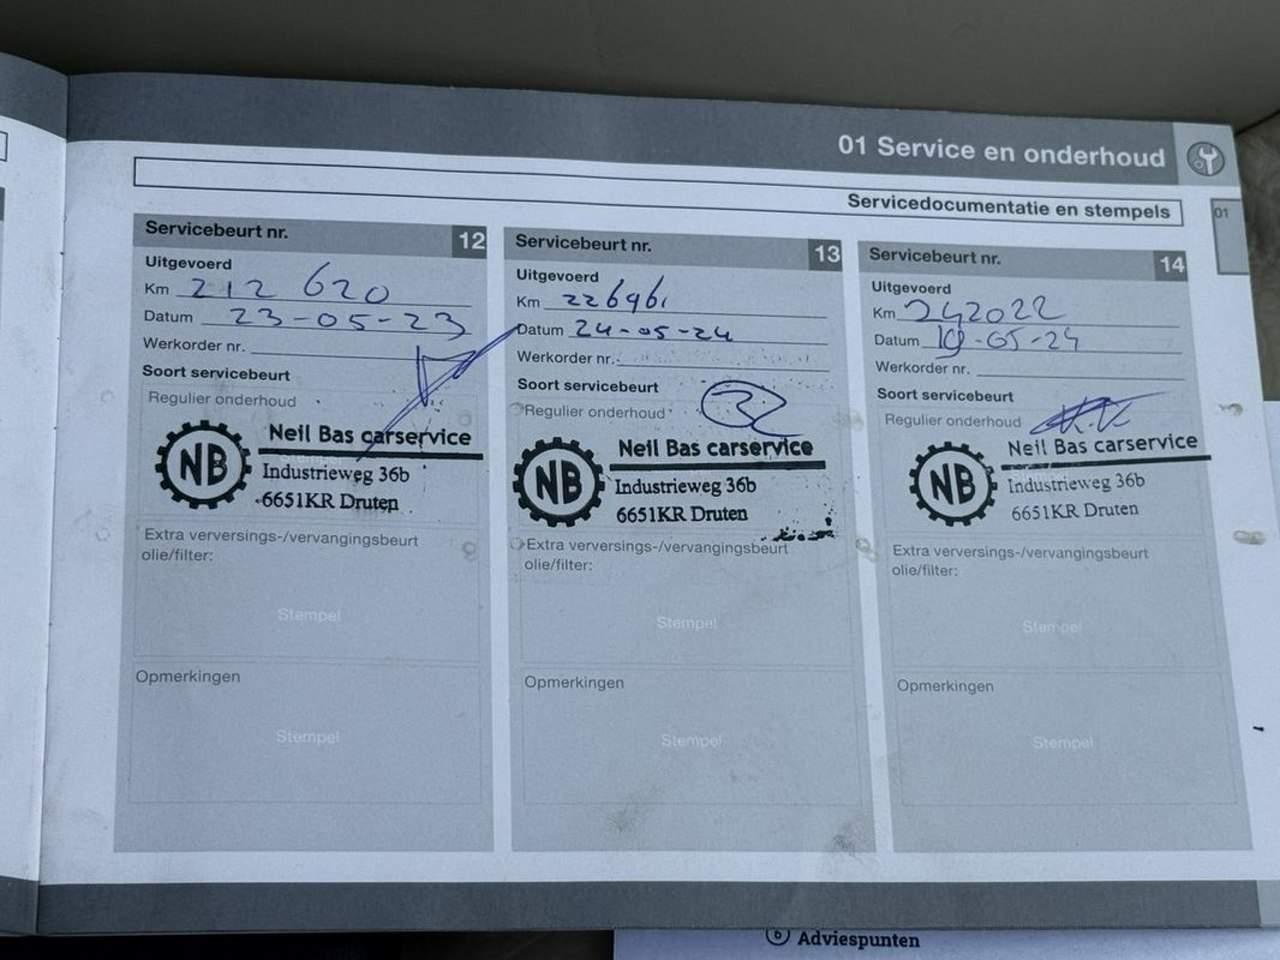 01 Service en onderhoud
01
Servicedocumentatie en stempels
Servicebeurt nr. 12
Uitgevoerd
Km 212 620
Datum 23-05-23
Werkorder nr.
Soort servicebeurt
Regulier onderhoud
NB
Neil Bas carservice
Industrieweg 36b
6651KR Druten
Extra verversings-/vervangingsbeurt
olie/filter:
Stempel
Opmerkingen
Stempel
Servicebeurt nr. 13
Uitgevoerd
Km 226961
Datum 24-05-24
Werkorder nr.
Soort servicebeurt
Regulier onderhoud
NB
Neil Bas carservice
Industrieweg 36b
6651KR Druten
Extra verversings-/vervangingsbeurt
olie/filter:
Stempel
Opmerkingen
Stempel
Servicebeurt nr. 14
Uitgevoerd
Km 242022
Datum
Werkorder nr.
Soort servicebeurt
Regulier onderhoud
NB
Neil Bas carservice
Industrieweg 36b
6651KR Druten
Extra verversings-/vervangingsbeurt
olie/filter:
Stempel
Opmerkingen
Stempel
6 Adviespunten